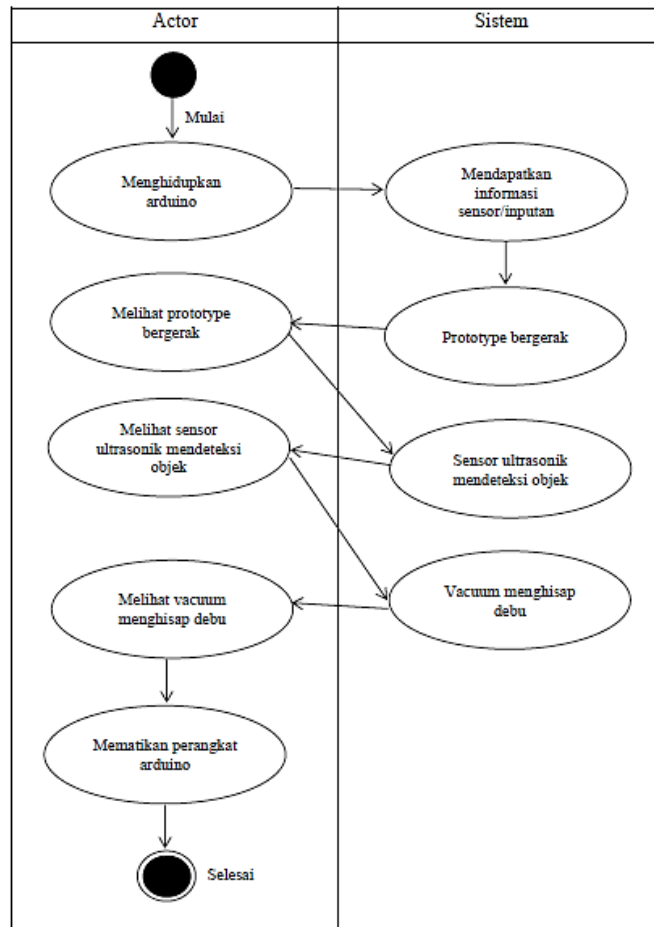 Actor
Sistem
Mulai
Menghidupkan
arduino
Mendapatkan
informasi
sensor/inputan
Melihat prototype
bergerak
Prototype bergerak
Melihat sensor
ultrasonik mendeteksi
objek
Sensor ultrasonik
mendeteksi objek
Melihat vacuum
menghisap debu
Vacuum menghisap
debu
Mematikan perangkat
arduino
Selesai